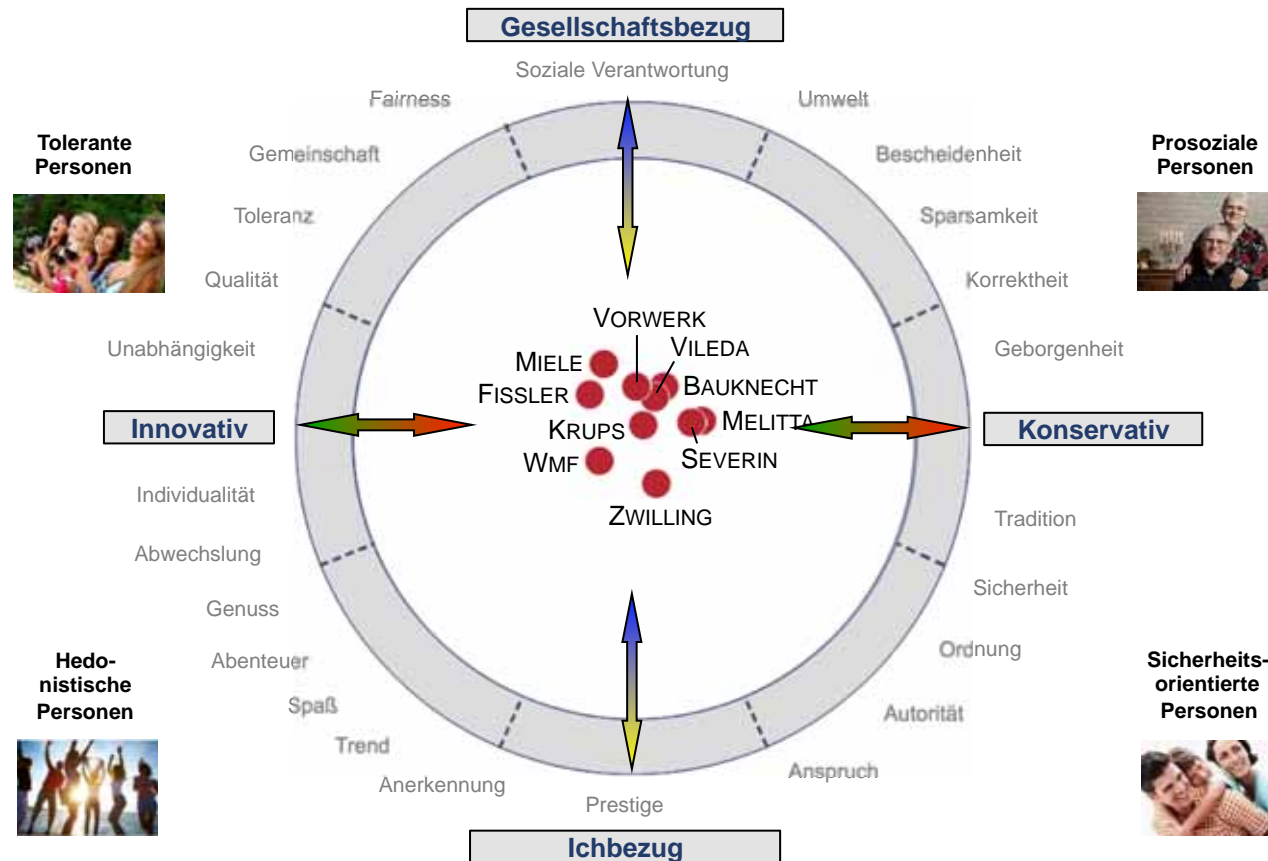 Gesellschaftsbezug
Soziale Verantwortung
Fairness
Umwelt
Tolerante
Personen
Gemeinschaft
Bescheidenheit
Prosoziale
Personen
Toleranz
Sparsamkeit
Qualität
Korrektheit
Unabhängigkeit
Geborgenheit
VORWERK
VILEDA
MIELE
BAUKNECHT
FISSLER
MELITTA
KRUPS
SEVERIN
WMF
ZWILLING
Innovativ
Konservativ
Individualität
Tradition
Abwechslung
Sicherheit
Genuss
Ordnung
Hedo-
nistische
Personen
Abenteuer
Sicherheits-
orientierte
Personen
Spaß
Autorität
Trend
Anerkennung
Anspruch
Prestige
Ichbezug